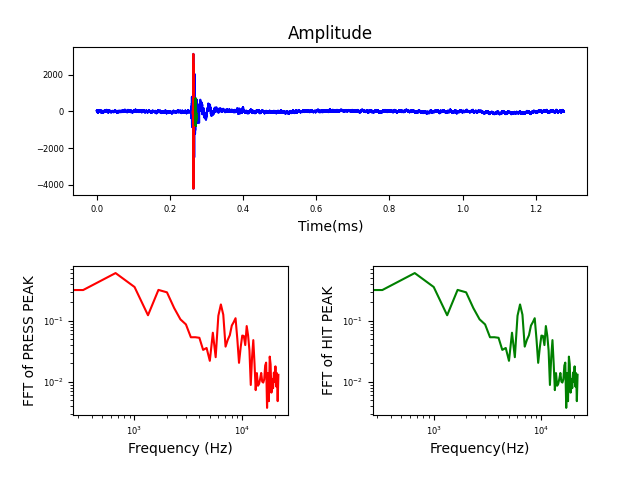 Amplitude
2000
0
−2000
−4000
0.0 0.2 0.4 0.6 0.8 1.0 1.2
Time(ms)
FFT of PRESS PEAK
10⁻¹
10⁻²
10³ 10⁴
Frequency (Hz)
FFT of HIT PEAK
10⁻¹
10⁻²
10³ 10⁴
Frequency(Hz)